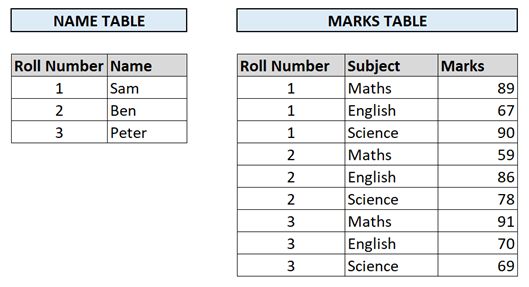 NAME TABLE
Roll Number Name
1 Sam
2 Ben
3 Peter
MARKS TABLE
Roll Number Subject Marks
1 Maths 89
1 English 67
1 Science 90
2 Maths 59
2 English 86
2 Science 78
3 Maths 91
3 English 70
3 Science 69